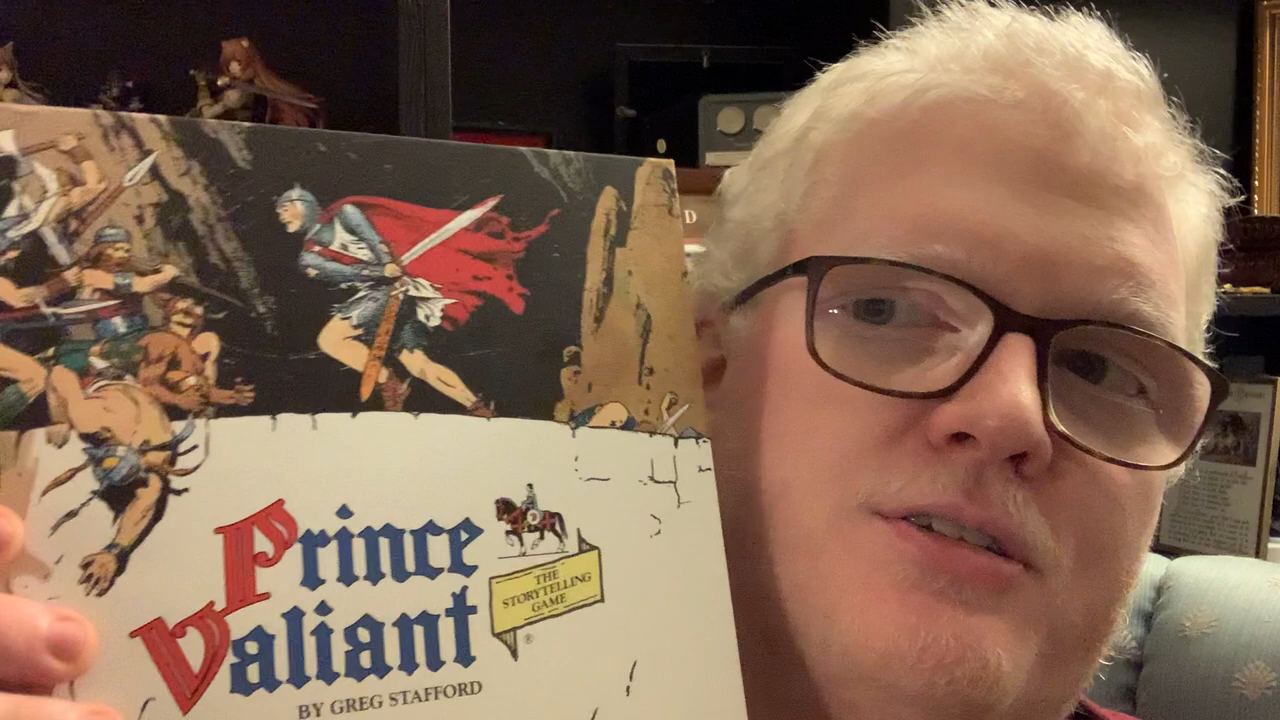 Prince
Valiant
THE
STORYTELLING
GAME
®
BY GREG STAFFORD
D